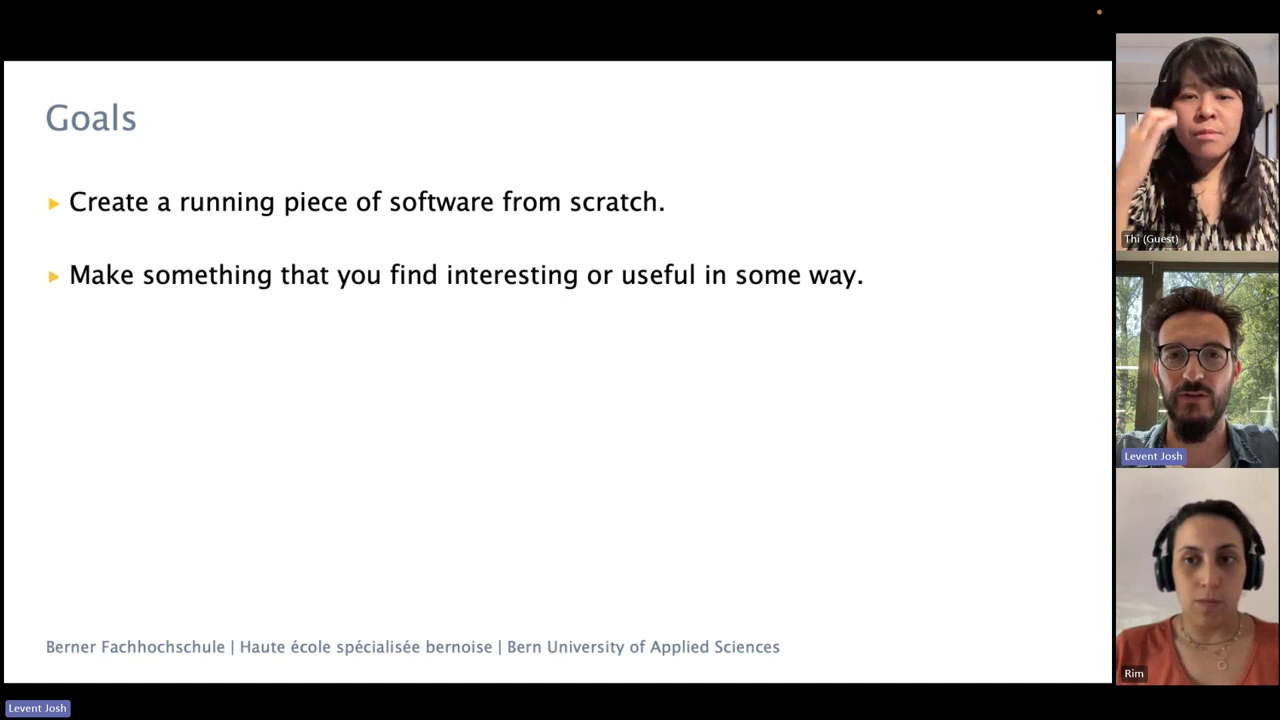 Goals
Create a running piece of software from scratch.
Make something that you find interesting or useful in some way.
Berner Fachhochschule | Haute école spécialisée bernoise | Bern University of Applied Sciences
Thi (Guest)
Levent Josh
Rim
Levent Josh